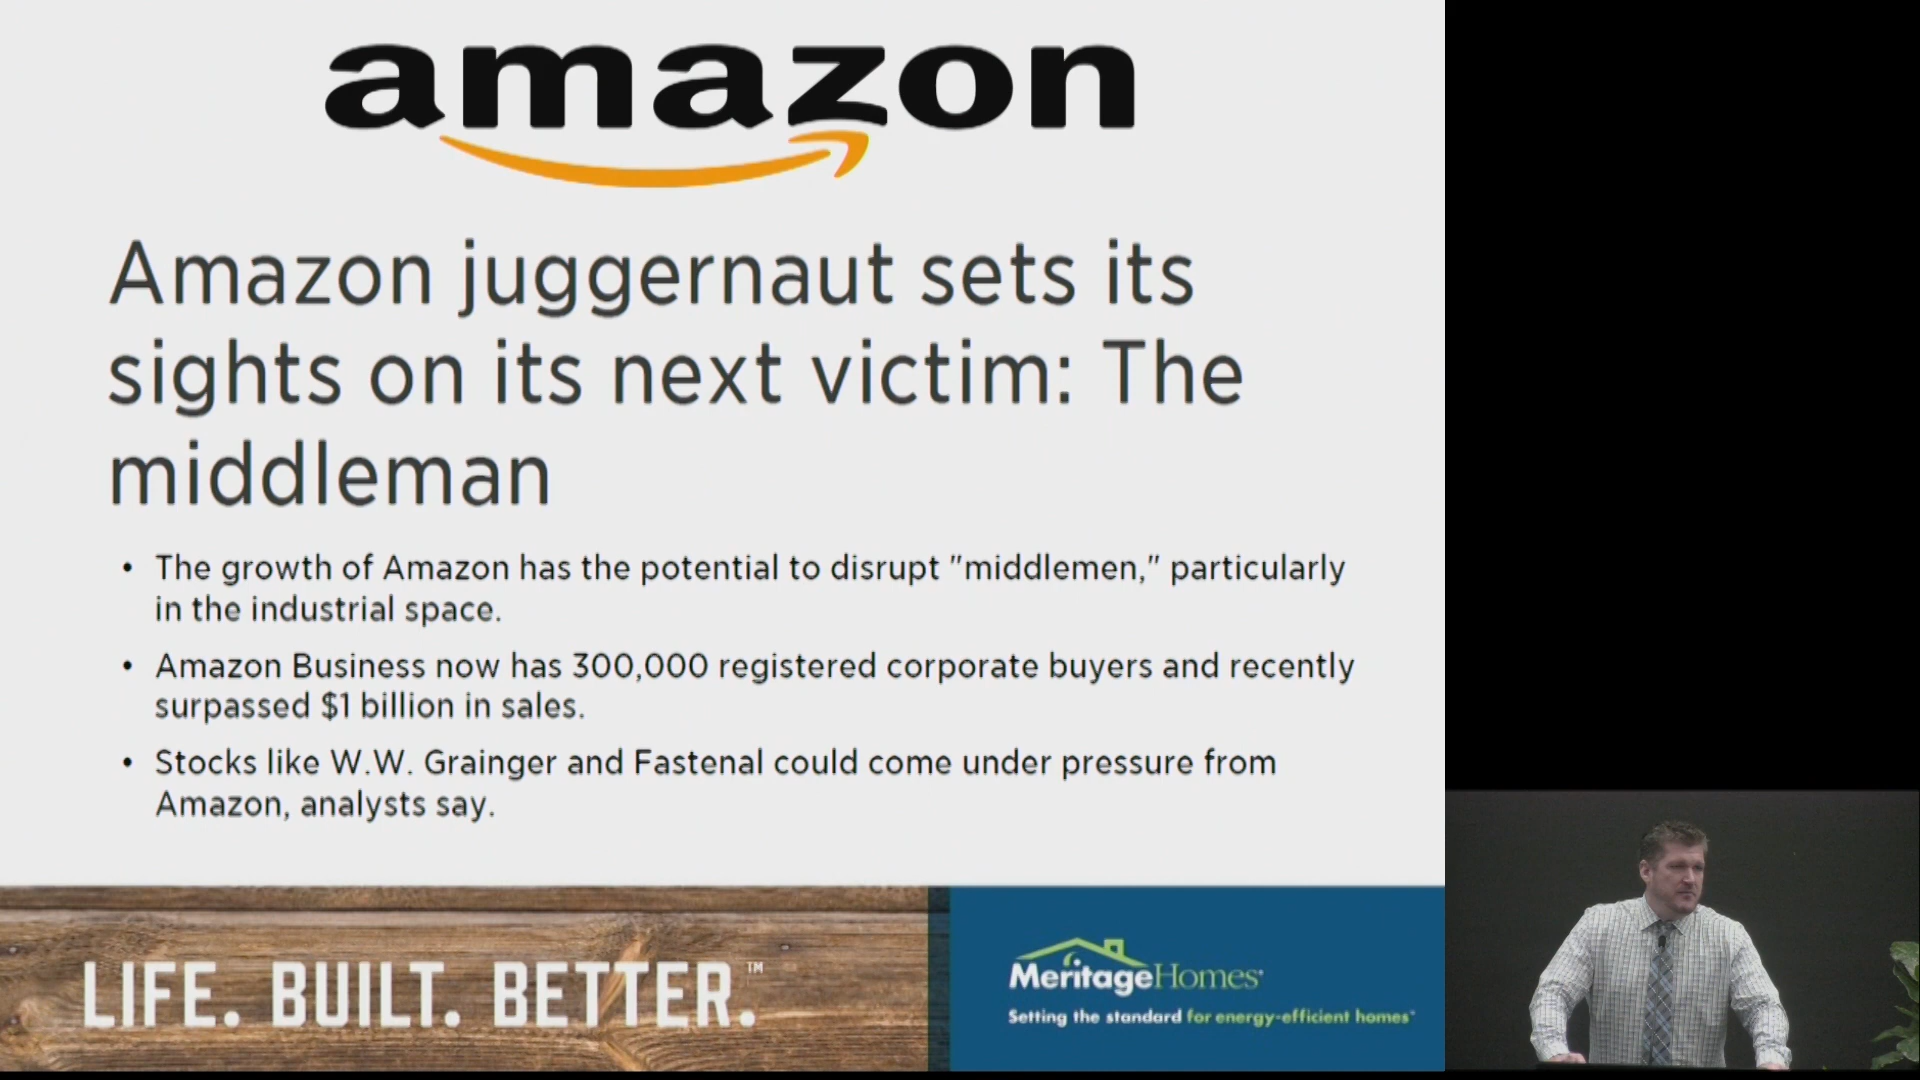 amazon
Amazon juggernaut sets its
sights on its next victim: The
middleman
• The growth of Amazon has the potential to disrupt "middlemen," particularly
in the industrial space.
• Amazon Business now has 300,000 registered corporate buyers and recently
surpassed $1 billion in sales.
• Stocks like W.W. Grainger and Fastenal could come under pressure from
Amazon, analysts say.
LIFE. BUILT. BETTER.™
MeritageHomes®
Setting the standard for energy-efficient homes®